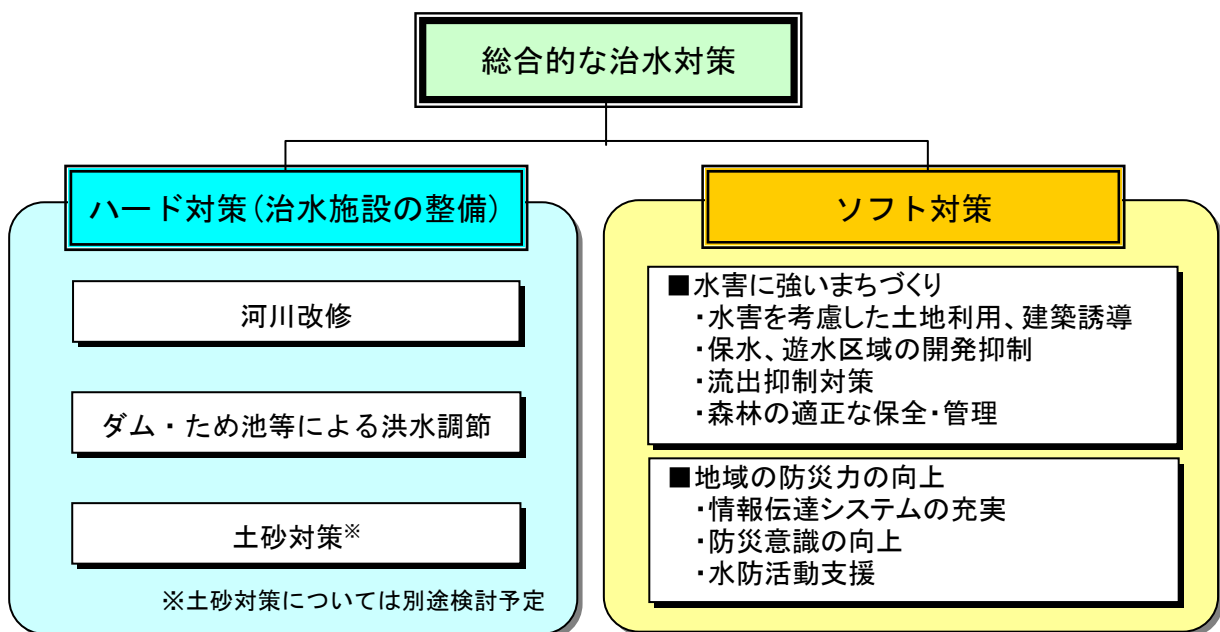 総合的な治水対策
ハード対策(治水施設の整備)
河川改修
ダム・ため池等による洪水調節
土砂対策※
※土砂対策については別途検討予定
ソフト対策
■水害に強いまちづくり
・水害を考慮した土地利用、建築誘導
・保水、遊水区域の開発抑制
・流出抑制対策
・森林の適正な保全・管理
■地域の防災力の向上
・情報伝達システムの充実
・防災意識の向上
・水防活動支援